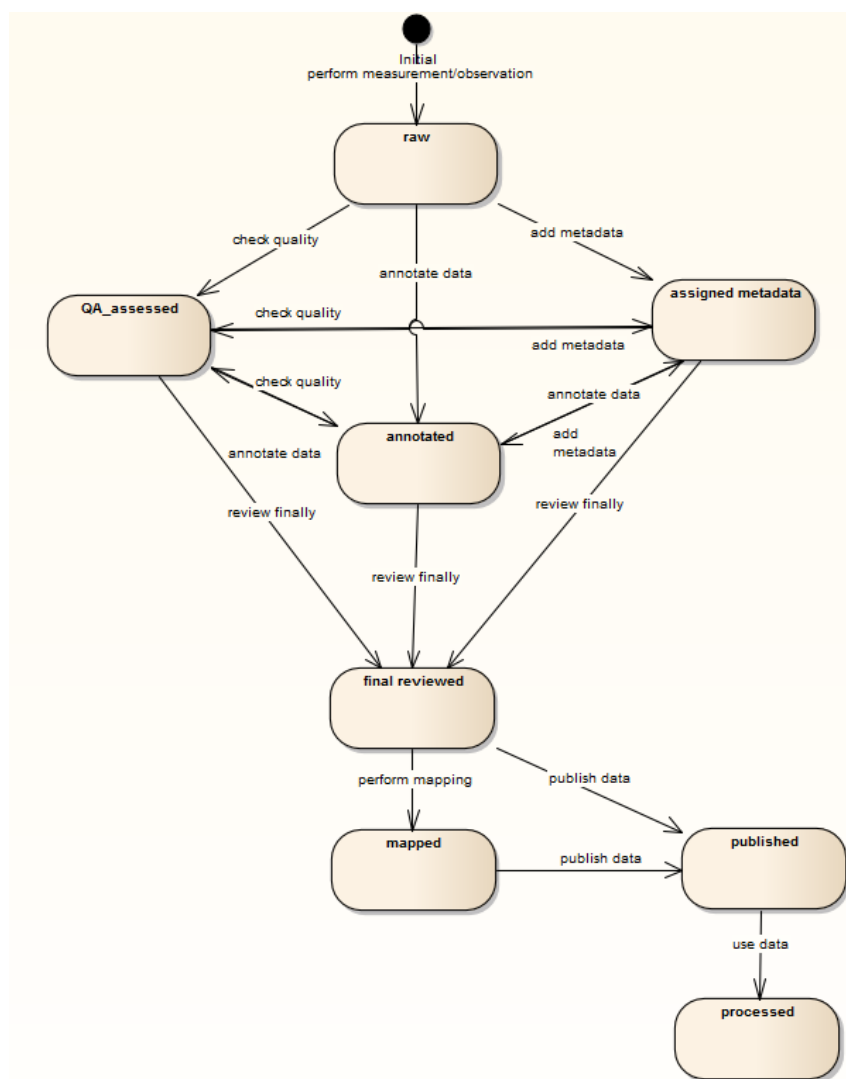 Initial
perform measurement/observation
raw
check quality
add metadata
annotate data
QA_assessed
assigned metadata
check quality
add metadata
check quality
annotate data
annotated
add
metadata
annotate data
review finally
review finally
review finally
final reviewed
perform mapping
publish data
mapped
published
publish data
use data
processed